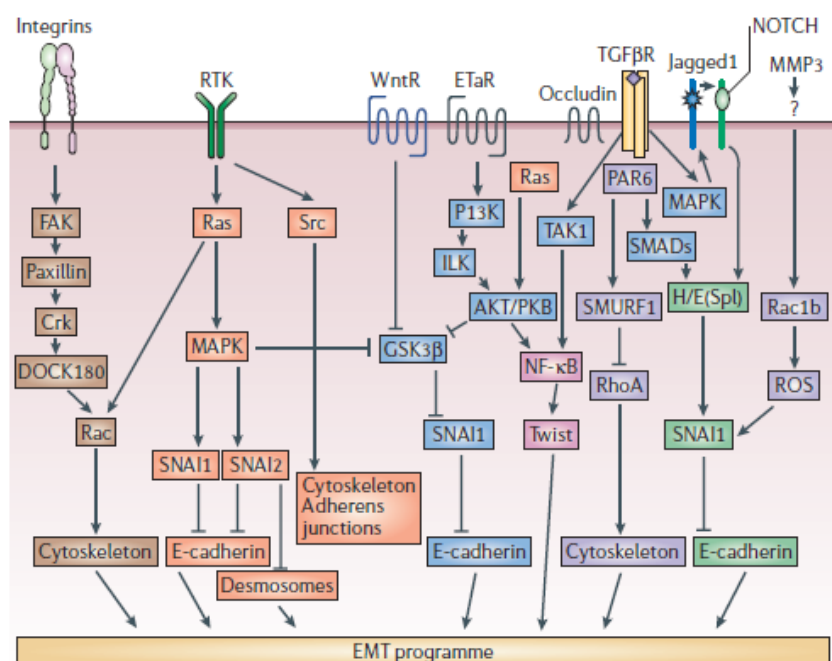 Integrins
RTK
WntR
ETaR
Occludin
TGFβR
Jagged1
NOTCH
MMP3
?
FAK
Ras
Src
P13K
Ras
TAK1
PAR6
MAPK
Paxillin
ILK
SMADs
Crk
AKT/PKB
SMURF1
H/E(Spl)
Rac1b
DOCK180
MAPK
GSK3β
NF-κB
RhoA
ROS
Rac
SNAI1
Twist
SNAI1
SNAI1
SNAI2
Cytoskeleton
Adherens
junctions
Cytoskeleton
E-cadherin
Desmosomes
E-cadherin
Cytoskeleton
E-cadherin
EMT programme